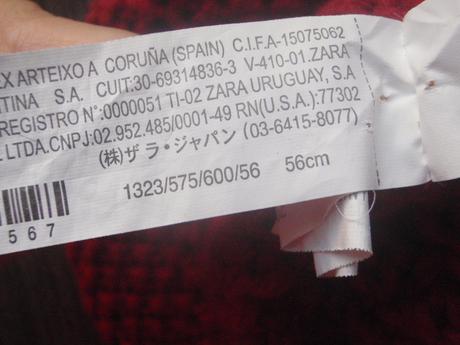 EX ARTEIXO A CORUÑA (SPAIN) C.I.F.A-15075062
TINA S.A. CUIT:30-69314836-3 V-410-01.ZARA
REGISTRO N°:0000051 TI-02 ZARA URUGUAY, S.A
LTDA.CNPJ:02.952.485/0001-49 RN(U.S.A.):77302
(株)ザラ・ジャパン (03-6415-8077)
1323/575/600/56 56cm
567